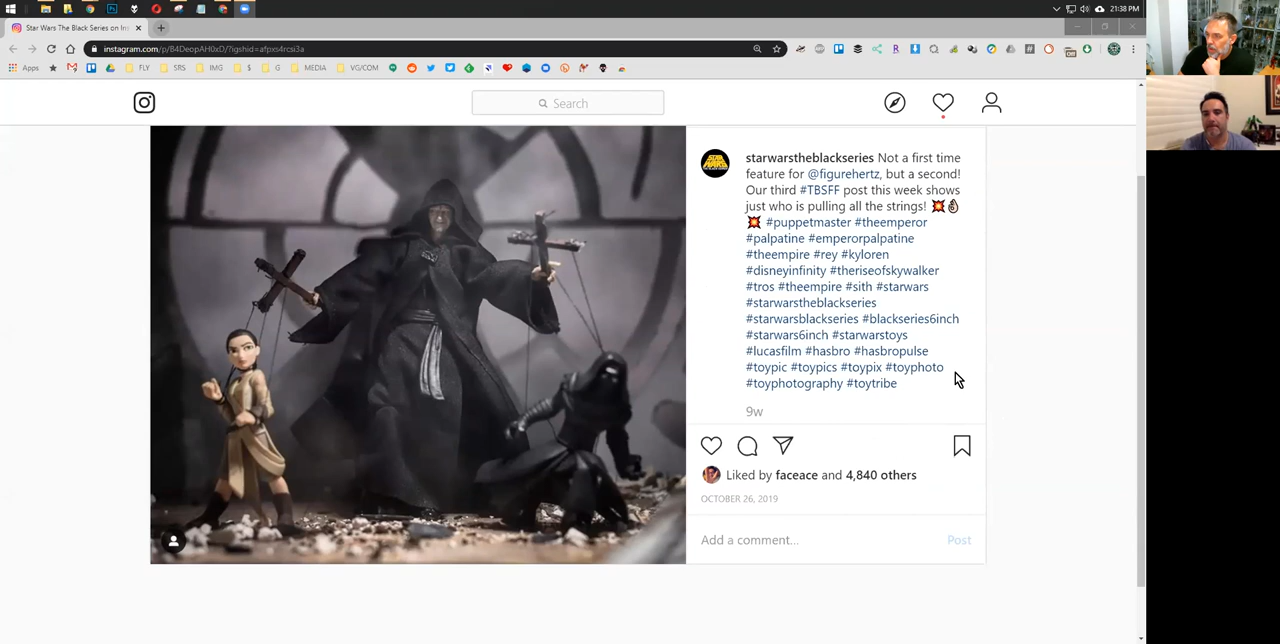 21:38 PM
Star Wars The Black Series on Ins
instagram.com/p/B4DeopAH0xD/?igshid=afpxs4rcsi3a
Apps
FLY
SRS
IMG
$
G
MEDIA
VG/COM
Search
starwarstheblackseries Not a first time
feature for @figurehertz, but a second!
Our third #TBSFF post this week shows
just who is pulling all the strings! 💥👌🏻
💥 #puppetmaster #theemperor
#palpatine #emperorpalpatine
#theempire #rey #kyloren
#disneyinfinity #theriseofskywalker
#tros #theempire #sith #starwars
#starwarstheblackseries
#starwarsblackseries #blackseries6inch
#starwars6inch #starwarstoys
#lucasfilm #hasbro #hasbropulse
#toypic #toypics #toypix #toyphoto
#toyphotography #toytribe
9w
Liked by faceace and 4,840 others
OCTOBER 26, 2019
Add a comment...
Post